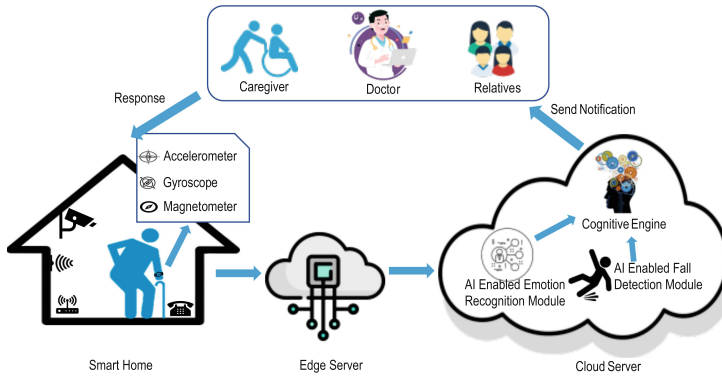 Caregiver
Doctor
Relatives
Response
Send Notification
Accelerometer
Gyroscope
Magnetometer
Cognitive Engine
AI Enabled Emotion
Recognition Module
AI Enabled Fall
Detection Module
Smart Home
Edge Server
Cloud Server